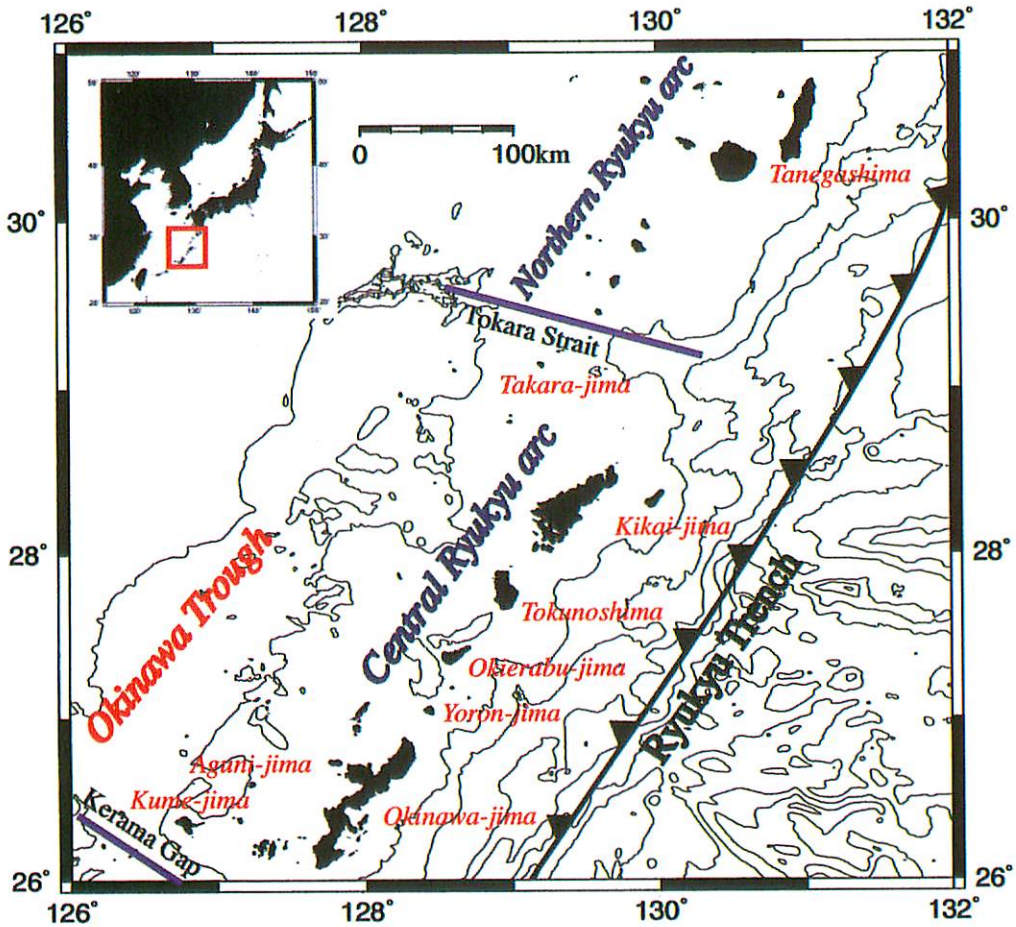 126°
128°
130°
132°
0 100km
Northern Ryukyu arc
Tanegashima
30°
30°
Tokara Strait
Takara-jima
Central Ryukyu arc
Kikai-jima
28°
28°
Okinawa Trough
Tokunoshima
Ryukyu Trench
Okierabu-jima
Yoron-jima
Aguni-jima
Kume-jima
Okinawa-jima
Kerama Gap
26°
26°
126°
128°
130°
132°